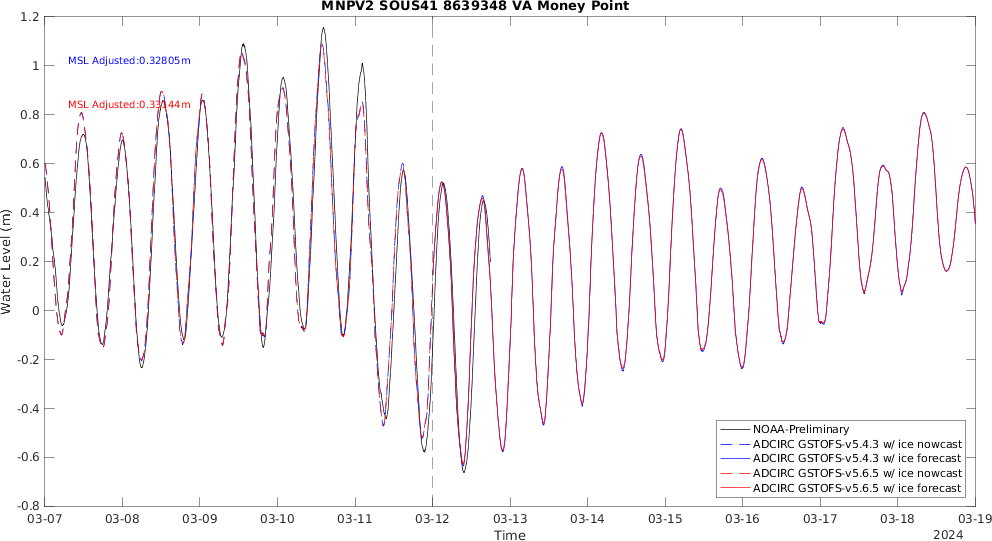 MNPV2 SOUS41 8639348 VA Money Point
1.2
1
0.8
0.6
0.4
0.2
0
-0.2
-0.4
-0.6
-0.8
Water Level (m)
MSL Adjusted:0.32805m
MSL Adjusted:0.33144m
NOAA-Preliminary
ADCIRC GSTOFS-v5.4.3 w/ ice nowcast
ADCIRC GSTOFS-v5.4.3 w/ ice forecast
ADCIRC GSTOFS-v5.6.5 w/ ice nowcast
ADCIRC GSTOFS-v5.6.5 w/ ice forecast
03-07 03-08 03-09 03-10 03-11 03-12 03-13 03-14 03-15 03-16 03-17 03-18 03-19
Time
2024